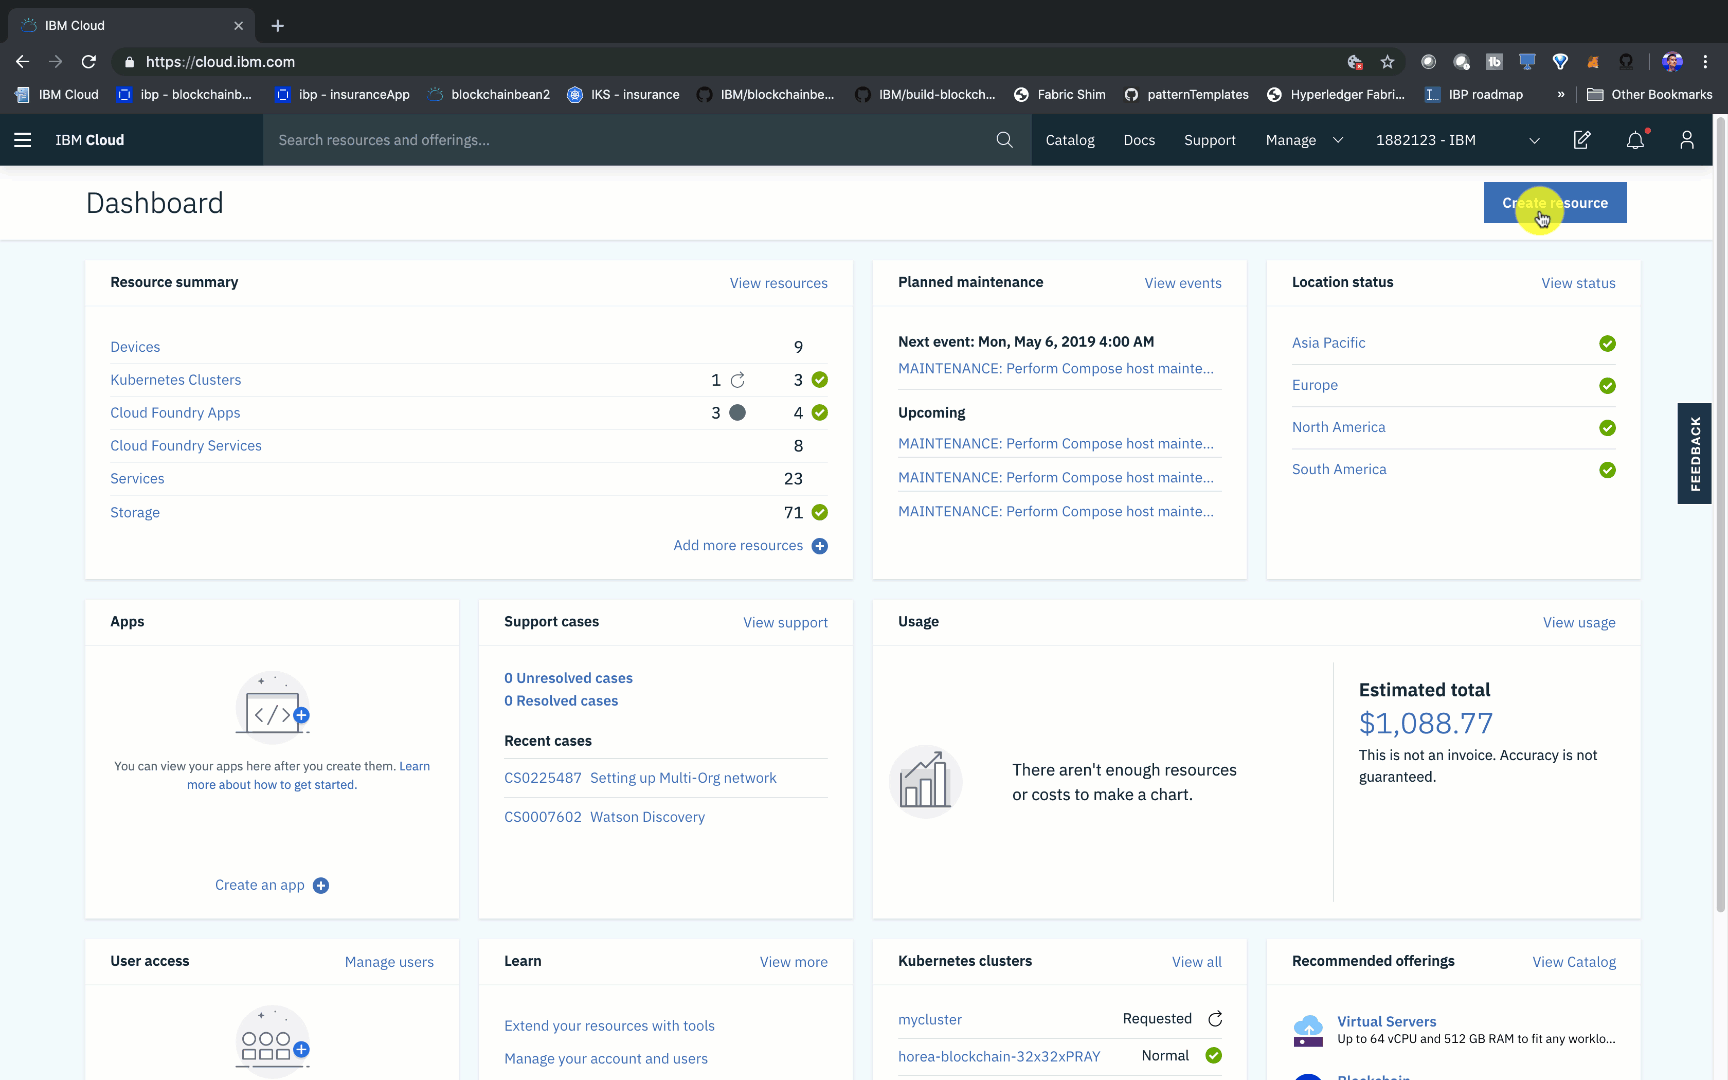 IBM Cloud
https://cloud.ibm.com
IBM Cloud
ibp - blockchainb...
ibp - insuranceApp
blockchainbean2
IKS - insurance
IBM/blockchainbe...
IBM/build-blockch...
Fabric Shim
patternTemplates
Hyperledger Fabri...
IBP roadmap
»
Other Bookmarks
IBM Cloud
Search resources and offerings...
Catalog
Docs
Support
Manage
1882123 - IBM
Dashboard
Create resource
Resource summary
View resources
Devices 9
Kubernetes Clusters 1 3
Cloud Foundry Apps 3 4
Cloud Foundry Services 8
Services 23
Storage 71
Add more resources
Planned maintenance
View events
Next event: Mon, May 6, 2019 4:00 AM
MAINTENANCE: Perform Compose host mainte...
Upcoming
MAINTENANCE: Perform Compose host mainte...
MAINTENANCE: Perform Compose host mainte...
MAINTENANCE: Perform Compose host mainte...
Location status
View status
Asia Pacific
Europe
North America
South America
FEEDBACK
Apps
You can view your apps here after you create them. Learn
more about how to get started.
Create an app
Support cases
View support
0 Unresolved cases
0 Resolved cases
Recent cases
CS0225487 Setting up Multi-Org network
CS0007602 Watson Discovery
Usage
View usage
There aren't enough resources
or costs to make a chart.
Estimated total
$1,088.77
This is not an invoice. Accuracy is not
guaranteed.
User access
Manage users
Learn
View more
Extend your resources with tools
Manage your account and users
Kubernetes clusters
View all
mycluster Requested
horea-blockchain-32x32xPRAY Normal
Recommended offerings
View Catalog
Virtual Servers
Up to 64 vCPU and 512 GB RAM to fit any worklo...
Blockchain